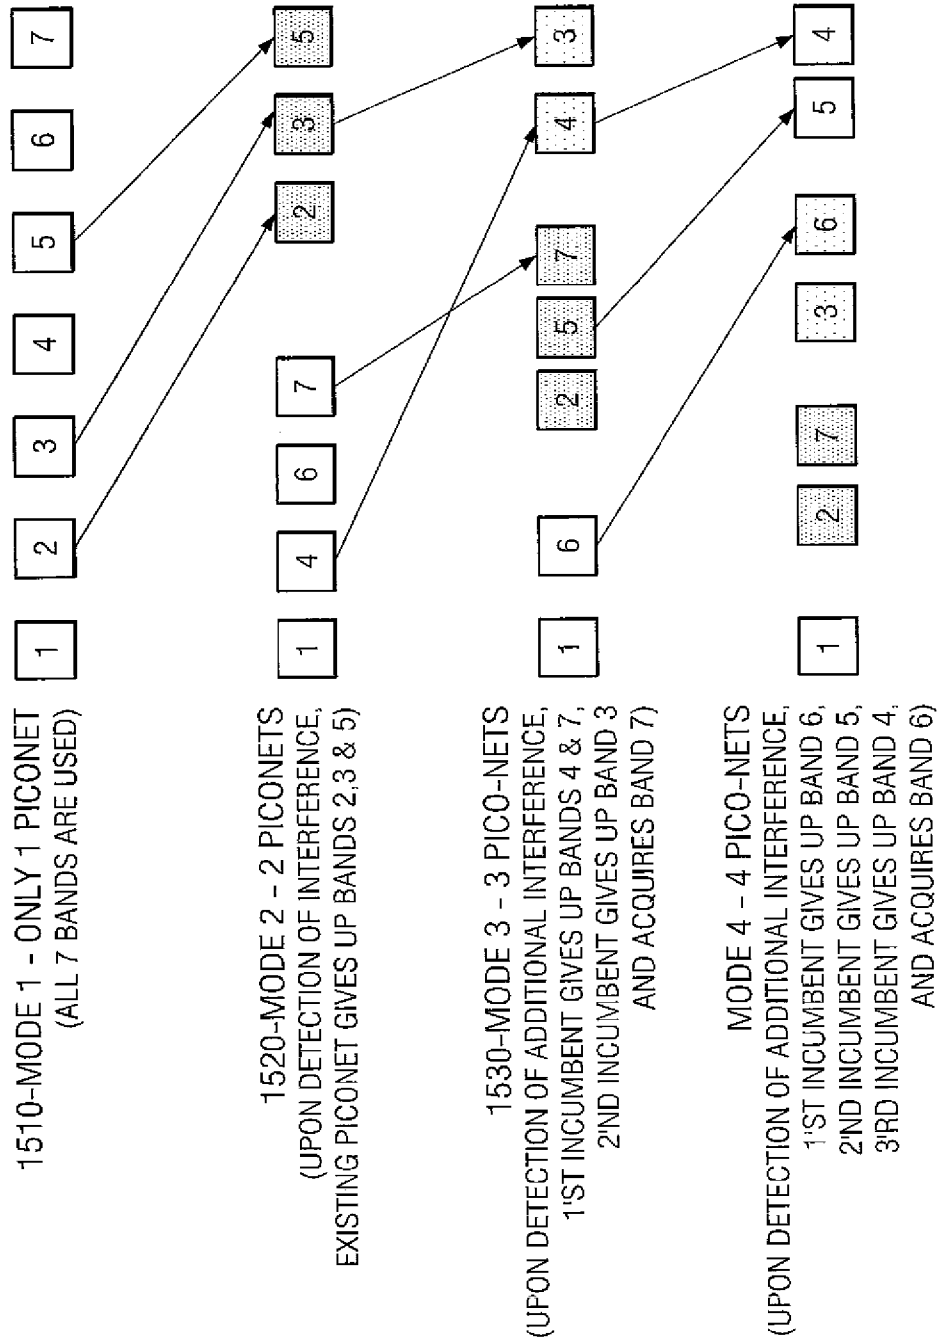 1510-MODE 1 - ONLY 1 PICONET
(ALL 7 BANDS ARE USED)
1 2 3 4 5 6 7
1520-MODE 2 - 2 PICONETS
(UPON DETECTION OF INTERFERENCE,
EXISTING PICONET GIVES UP BANDS 2,3 & 5)
1 4 6 7 2 3 5
1530-MODE 3 - 3 PICO-NETS
(UPON DETECTION OF ADDITIONAL INTERFERENCE,
1'ST INCUMBENT GIVES UP BANDS 4 & 7,
2'ND INCUMBENT GIVES UP BAND 3
AND ACQUIRES BAND 7)
1 6 2 5 7 4 3
MODE 4 - 4 PICO-NETS
(UPON DETECTION OF ADDITIONAL INTERFERENCE,
1'ST INCUMBENT GIVES UP BAND 6,
2'ND INCUMBENT GIVES UP BAND 5,
3'RD INCUMBENT GIVES UP BAND 4,
AND ACQUIRES BAND 6)
1 2 7 3 6 5 4